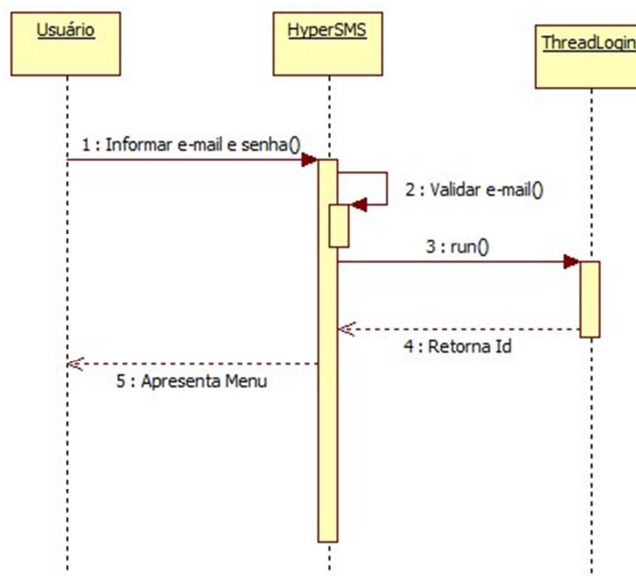 Usuário
HyperSMS
ThreadLogin
1 : Informar e-mail e senha()
2 : Validar e-mail()
3 : run()
4 : Retorna Id
5 : Apresenta Menu